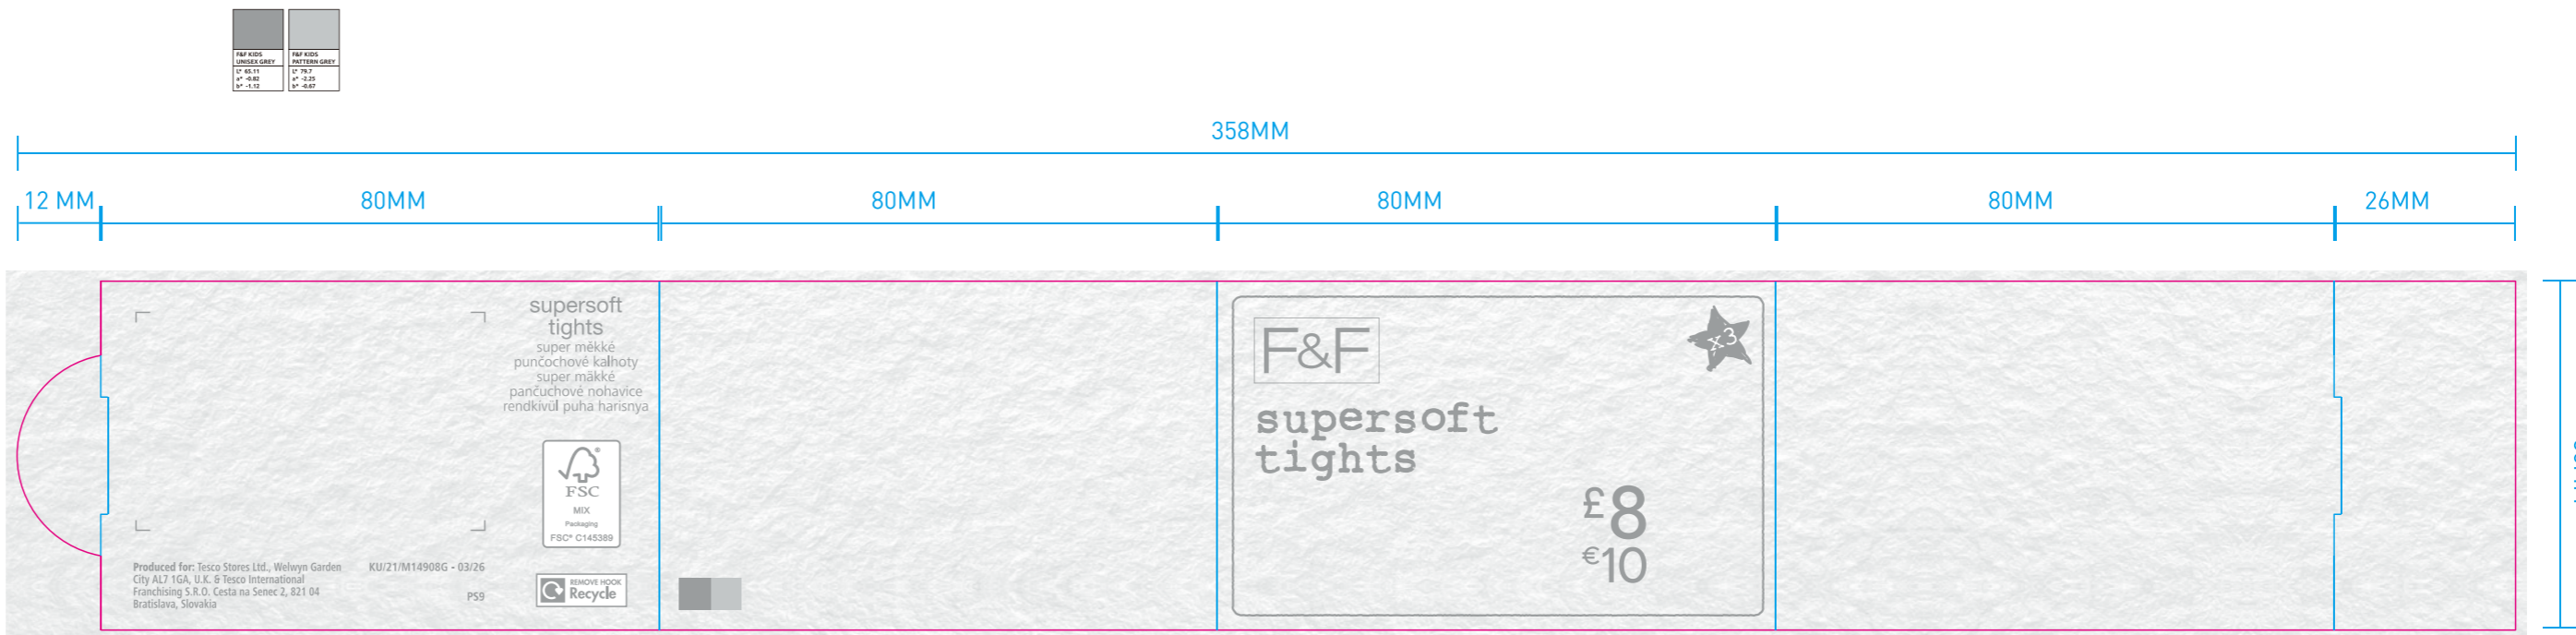 F&F KIDS
UNISEX GREY
L* 65.11
a* -0.82
b* -1.12
F&F KIDS
PATTERN GREY
L* 79.7
a* -2.25
b* -0.67
358MM
12 MM
80MM
80MM
80MM
80MM
26MM
supersoft
tights
super měkké
punčochové kalhoty
super mäkké
pančuchové nohavice
rendkívül puha harisnya
FSC
MIX
Packaging
FSC® C145389
Produced for: Tesco Stores Ltd., Welwyn Garden
City AL7 1GA, U.K. & Tesco International
Franchising S.R.O. Cesta na Senec 2, 821 04
Bratislava, Slovakia
KU/21/M14908G - 03/26
PS9
REMOVE HOOK
Recycle
F&F
x3
supersoft
tights
£8
€10